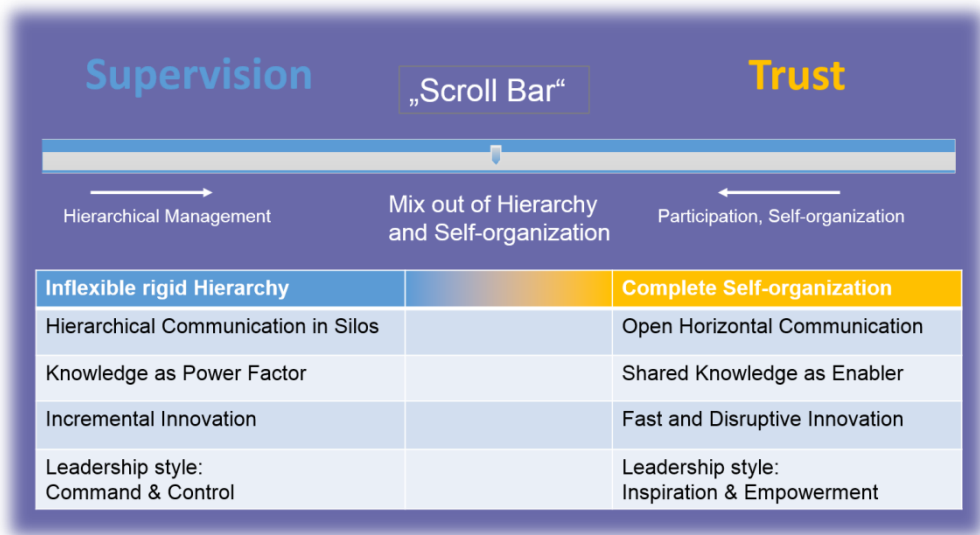 Supervision
„Scroll Bar“
Trust
Hierarchical Management
Mix out of Hierarchy
and Self-organization
Participation, Self-organization
Inflexible rigid Hierarchy
Complete Self-organization
Hierarchical Communication in Silos
Open Horizontal Communication
Knowledge as Power Factor
Shared Knowledge as Enabler
Incremental Innovation
Fast and Disruptive Innovation
Leadership style:
Command & Control
Leadership style:
Inspiration & Empowerment